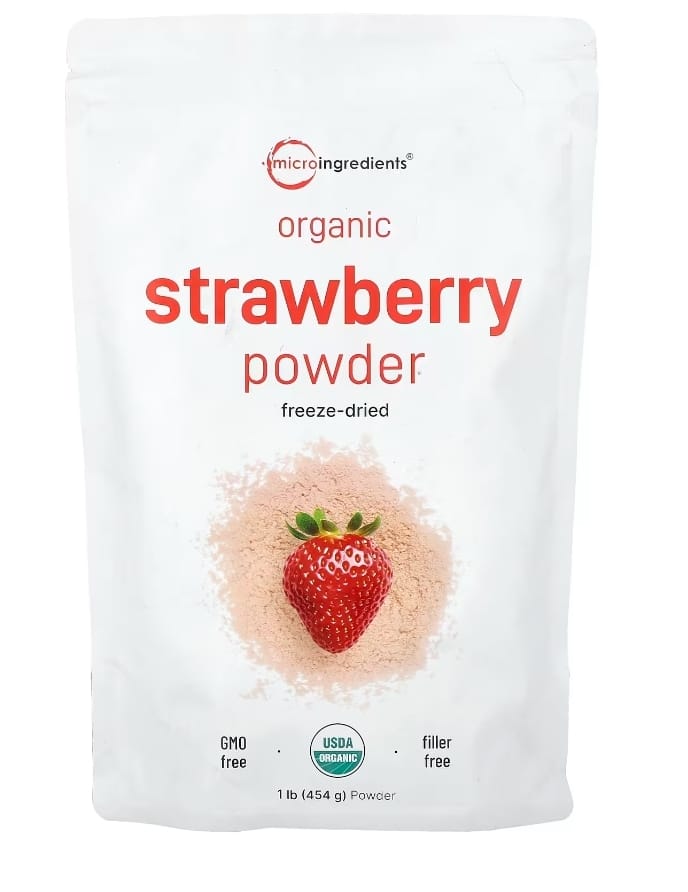 microingredients®
organic
strawberry
powder
freeze-dried
GMO free · USDA ORGANIC · filler free
1 lb (454 g) Powder